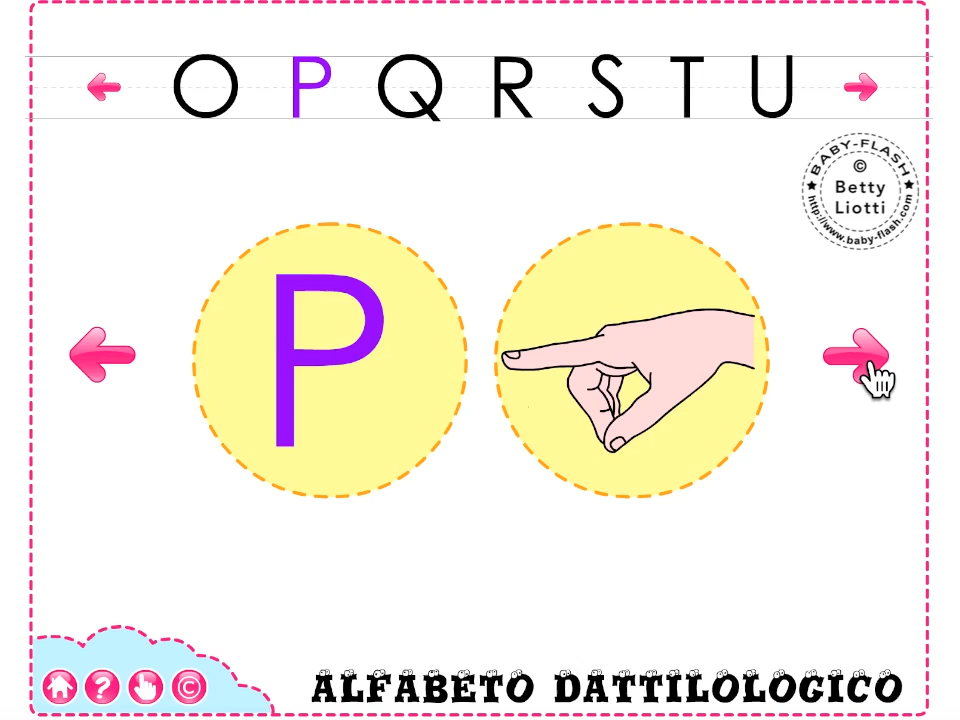 O P Q R S T U
BABY-FLASH
©
Betty
Liotti
http://www.baby-flash.com
P
? ©
ALFABETO DATTILOLOGICO